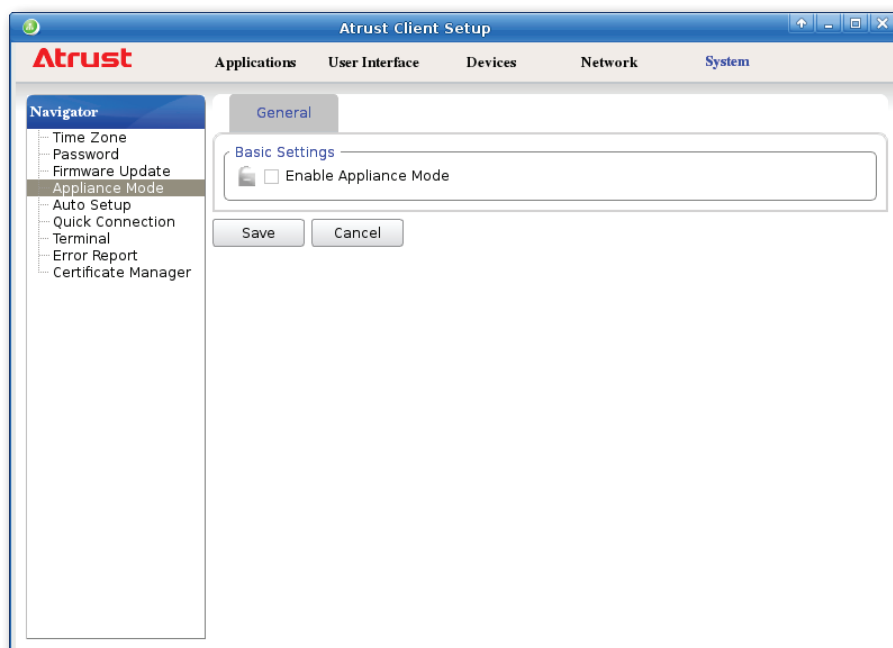 Atrust Client Setup
Atrust
Applications User Interface Devices Network System
Navigator
Time Zone
Password
Firmware Update
Appliance Mode
Auto Setup
Quick Connection
Terminal
Error Report
Certificate Manager
General
Basic Settings
Enable Appliance Mode
Save Cancel